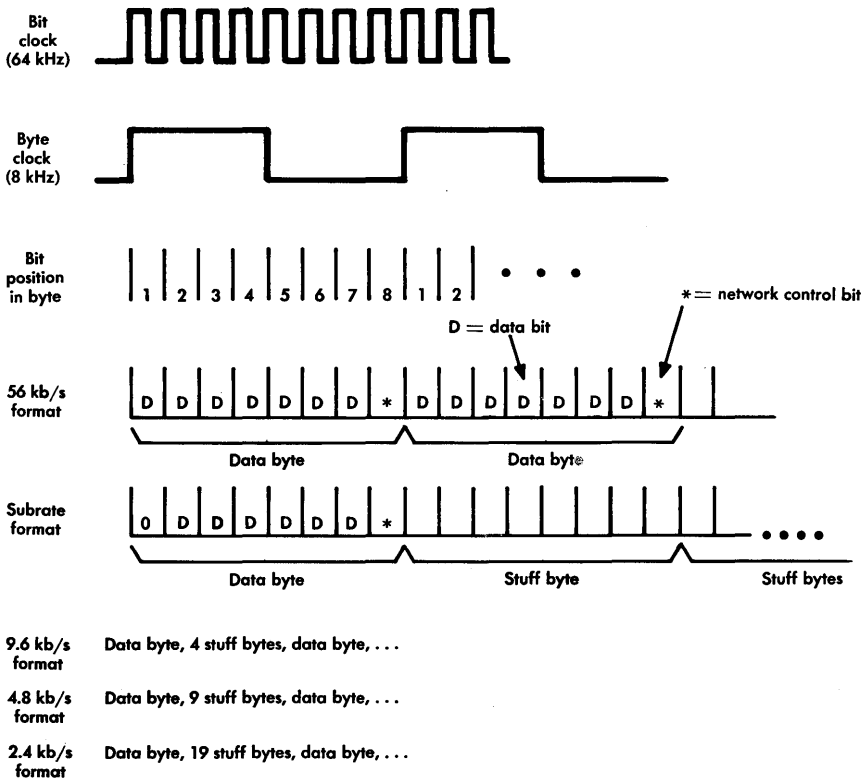 Bit
clock
(64 kHz)
Byte
clock
(8 kHz)
Bit
position
in byte
1 2 3 4 5 6 7 8 1 2 • • •
* = network control bit
D = data bit
56 kb/s
format
D D D D D D D * D D D D D D D *
Data byte Data byte
Subrate
format
0 D D D D D D * • • • •
Data byte Stuff byte Stuff bytes
9.6 kb/s
format
Data byte, 4 stuff bytes, data byte, . . .
4.8 kb/s
format
Data byte, 9 stuff bytes, data byte, . . .
2.4 kb/s
format
Data byte, 19 stuff bytes, data byte, . . .